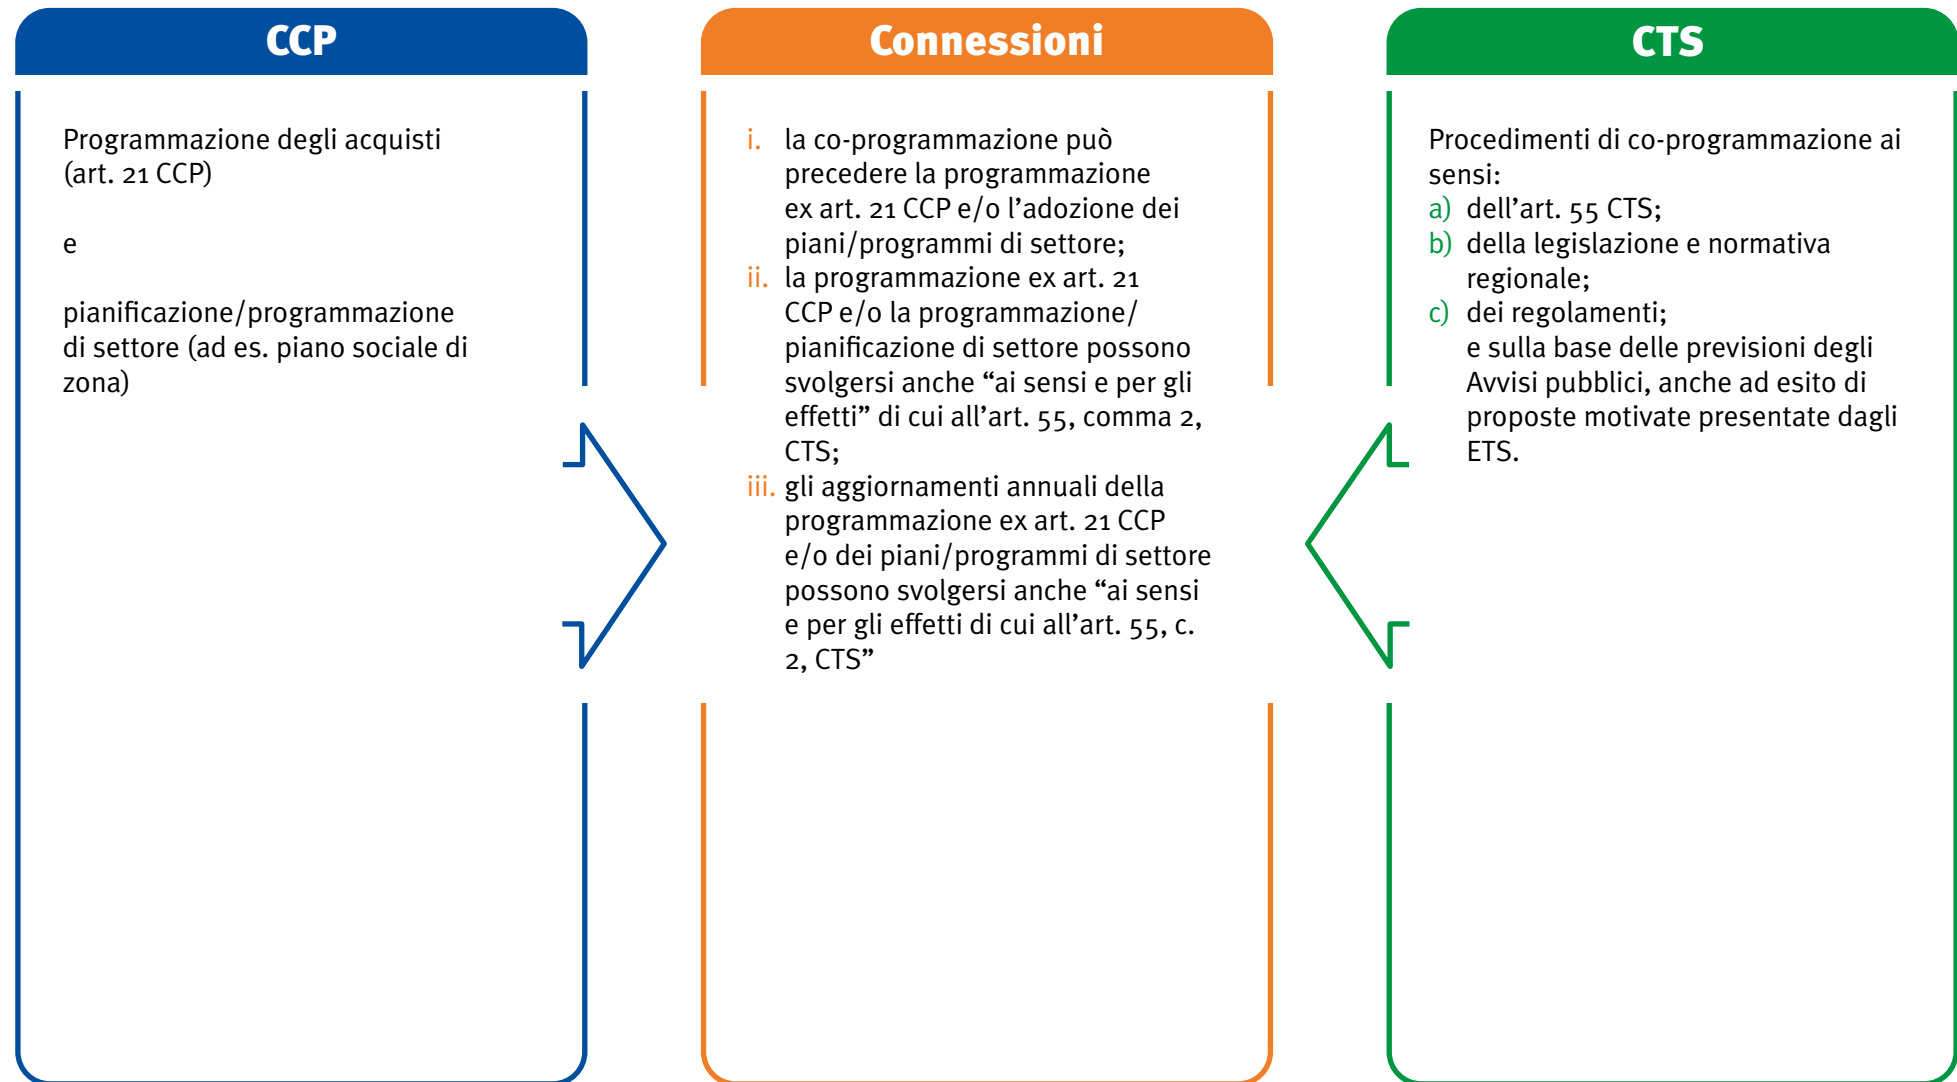 CCP
Programmazione degli acquisti
(art. 21 CCP)
e
pianificazione/programmazione
di settore (ad es. piano sociale di
zona)
Connessioni
i. la co-programmazione può
precedere la programmazione
ex art. 21 CCP e/o l’adozione dei
piani/programmi di settore;
ii. la programmazione ex art. 21
CCP e/o la programmazione/
pianificazione di settore possono
svolgersi anche “ai sensi e per gli
effetti” di cui all’art. 55, comma 2,
CTS;
iii. gli aggiornamenti annuali della
programmazione ex art. 21 CCP
e/o dei piani/programmi di settore
possono svolgersi anche “ai sensi
e per gli effetti di cui all’art. 55, c.
2, CTS”
CTS
Procedimenti di co-programmazione ai
sensi:
a) dell’art. 55 CTS;
b) della legislazione e normativa
regionale;
c) dei regolamenti;
e sulla base delle previsioni degli
Avvisi pubblici, anche ad esito di
proposte motivate presentate dagli
ETS.